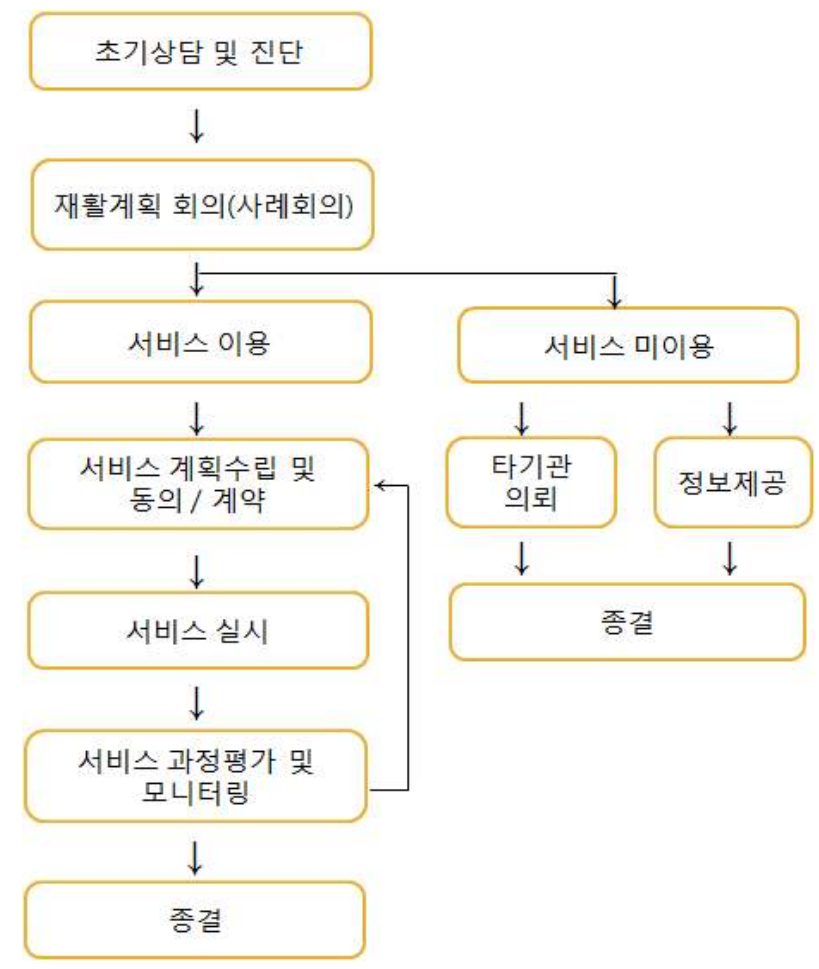 초기상담 및 진단
재활계획 회의(사례회의)
서비스 이용
서비스 미이용
서비스 계획수립 및
동의 / 계약
타기관
의뢰
정보제공
서비스 실시
종결
서비스 과정평가 및
모니터링
종결